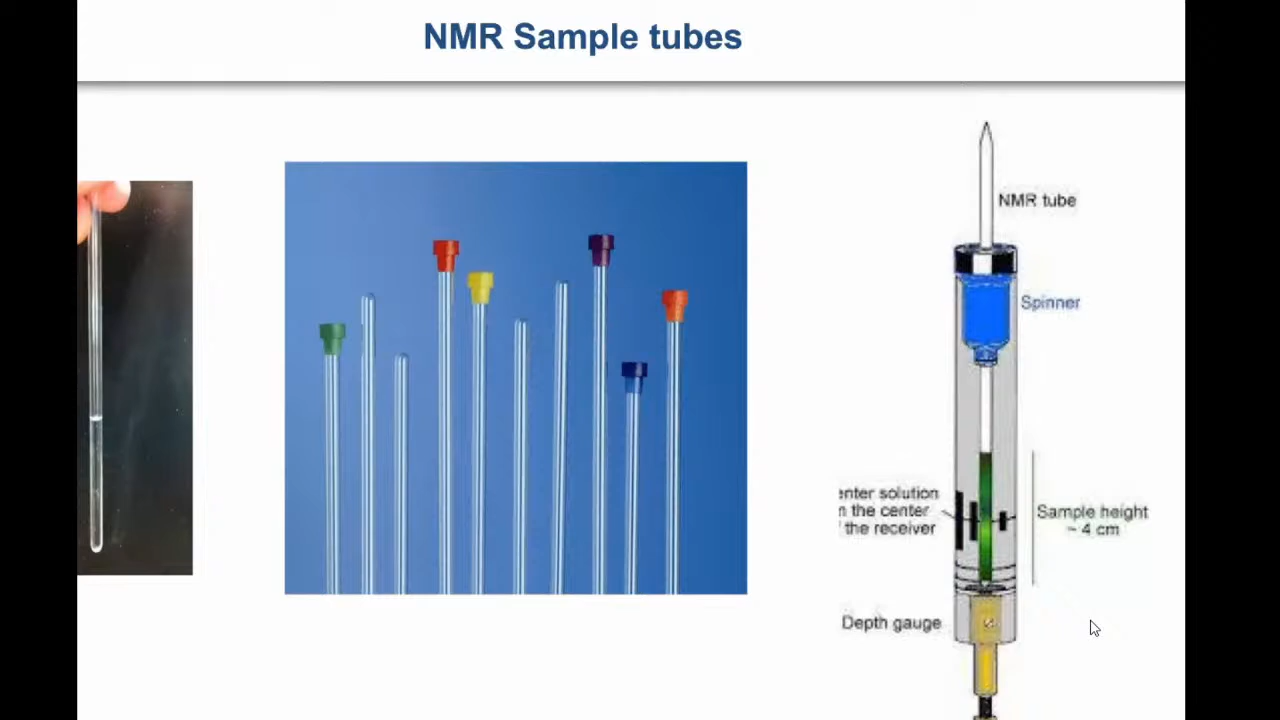 NMR Sample tubes
NMR tube
Spinner
enter solution
n the center
the receiver
Sample height
~ 4 cm
Depth gauge